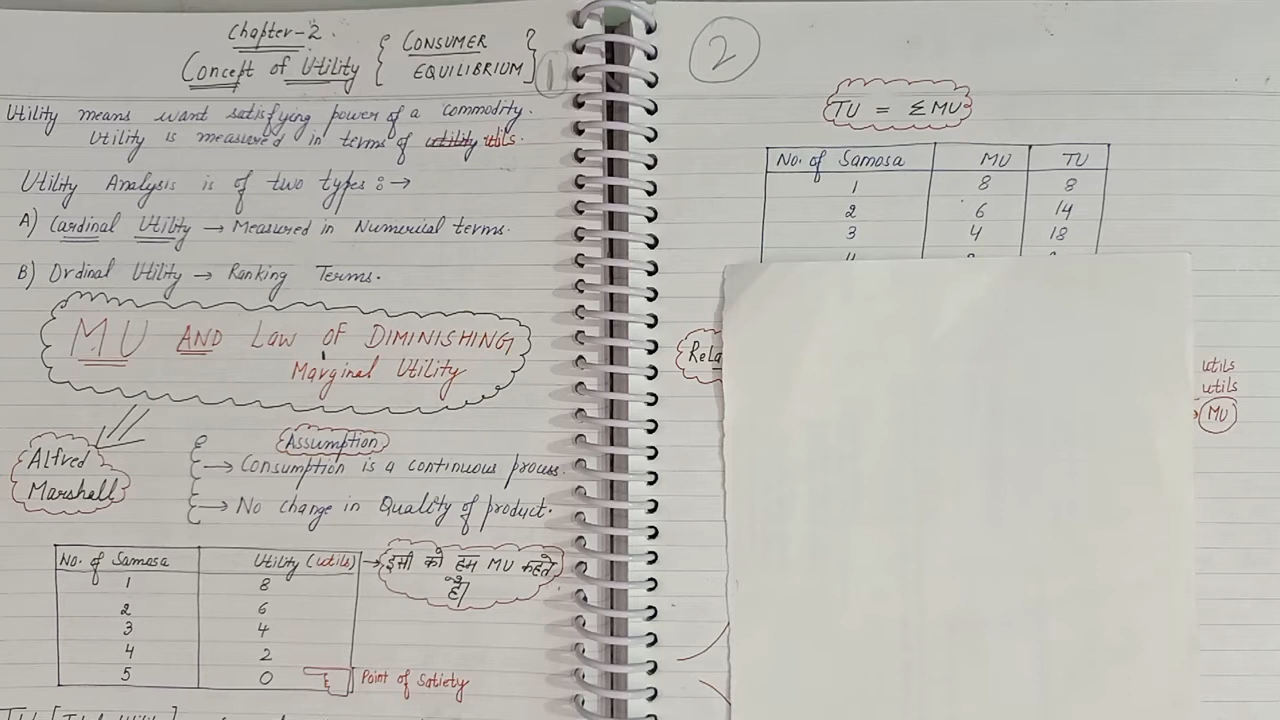 Chapter-2.
Concept of Utility { CONSUMER EQUILIBRIUM }
1
Utility means want satisfying power of a commodity.
Utility is measured in terms of utility utils.
Utility Analysis is of two types :- →
A) Cardinal Utility → Measured in Numerical terms.
B) Ordinal Utility → Ranking Terms.
MU AND LAW OF DIMINISHING
Marginal Utility
Alfred
Marshall
Assumption
→ Consumption is a continuous process.
→ No change in Quality of product.
No. of Samosa Utility (utils) → इसी को हम MU कहते
है।
1 8
2 6
3 4
4 2
5 0 Point of Satiety
2
TU = ΣMU
No. of Samosa MU TU
1 8 8
2 6 14
3 4 18
Rela
utils
utils
→ MU